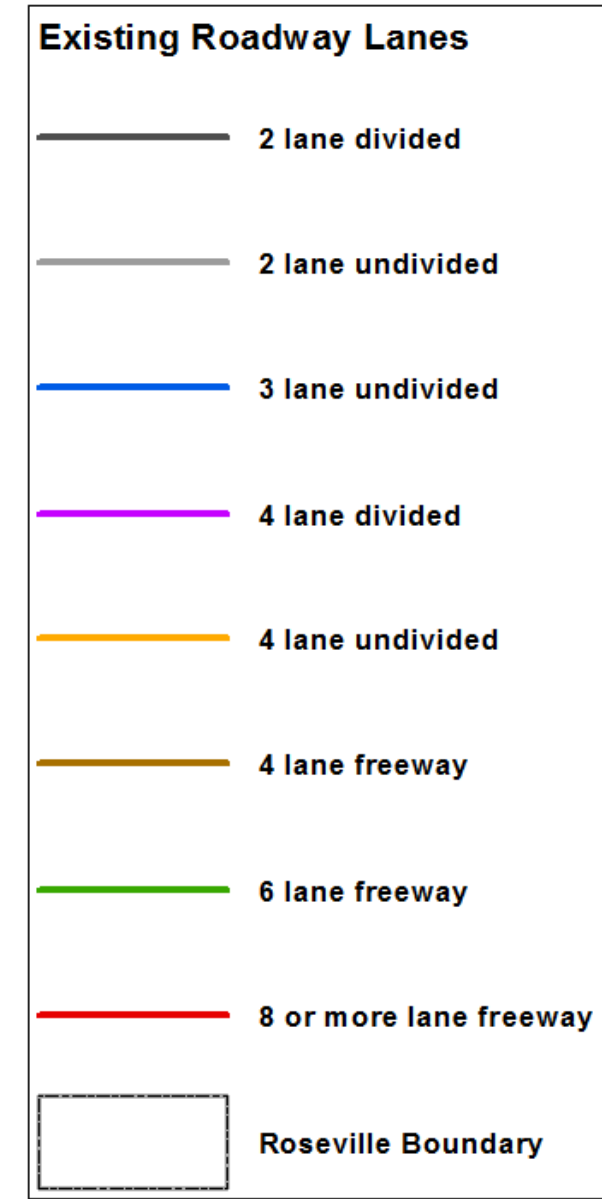 Existing Roadway Lanes
2 lane divided
2 lane undivided
3 lane undivided
4 lane divided
4 lane undivided
4 lane freeway
6 lane freeway
8 or more lane freeway
Roseville Boundary